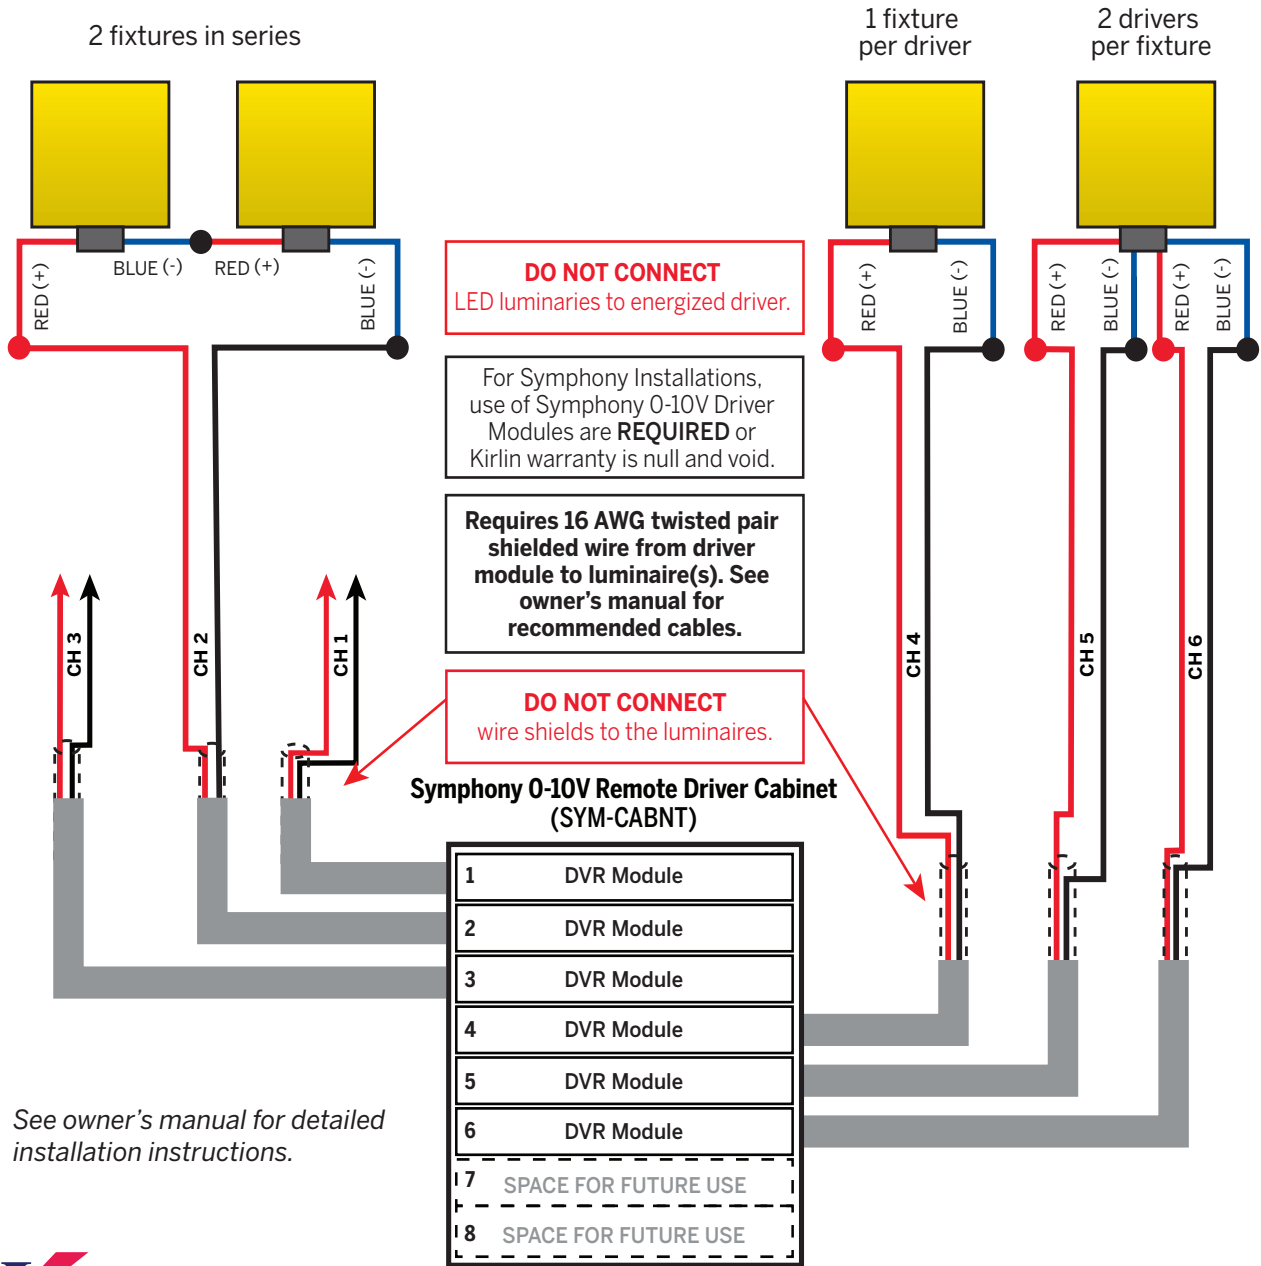 2 fixtures in series
1 fixture
per driver
2 drivers
per fixture
BLUE (-)
RED (+)
RED (+)
BLUE (-)
RED (+)
BLUE (-)
RED (+)
BLUE (-)
RED (+)
BLUE (-)
DO NOT CONNECT
LED luminaries to energized driver.
For Symphony Installations,
use of Symphony 0-10V Driver
Modules are REQUIRED or
Kirlin warranty is null and void.
Requires 16 AWG twisted pair
shielded wire from driver
module to luminaire(s). See
owner's manual for
recommended cables.
CH 3
CH 2
CH 1
CH 4
CH 5
CH 6
DO NOT CONNECT
wire shields to the luminaires.
Symphony 0-10V Remote Driver Cabinet
(SYM-CABNT)
1 DVR Module
2 DVR Module
3 DVR Module
4 DVR Module
5 DVR Module
6 DVR Module
7 SPACE FOR FUTURE USE
8 SPACE FOR FUTURE USE
See owner's manual for detailed
installation instructions.